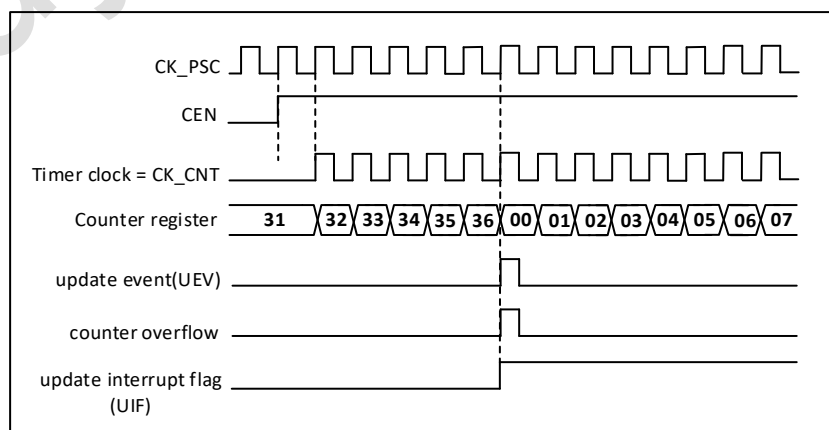 CK_PSC
CEN
Timer clock = CK_CNT
Counter register 31 32 33 34 35 36 00 01 02 03 04 05 06 07
update event(UEV)
counter overflow
update interrupt flag
(UIF)